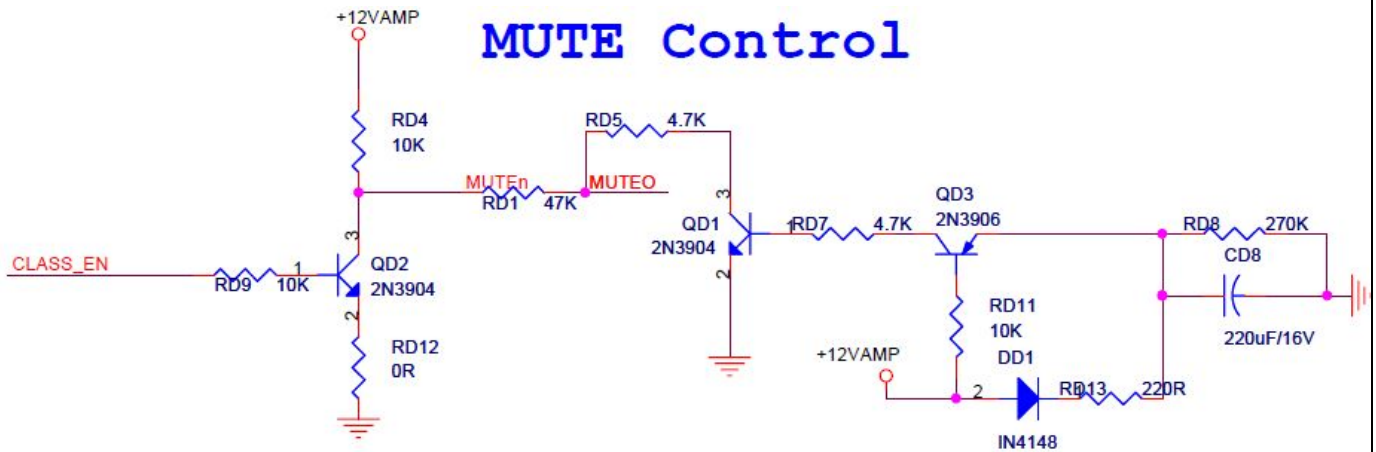 +12VAMP
MUTE Control
RD4
10K
RD5 4.7K
MUTEn
MUTEO
RD1 47K
3
QD1
2N3904
1
RD7 4.7K
2
QD3
2N3906
RD8 270K
CD8
220uF/16V
CLASS_EN
RD9 10K
1
3
QD2
2N3904
2
RD12
0R
RD11
10K
+12VAMP
DD1
2
1N4148
RD13 220R